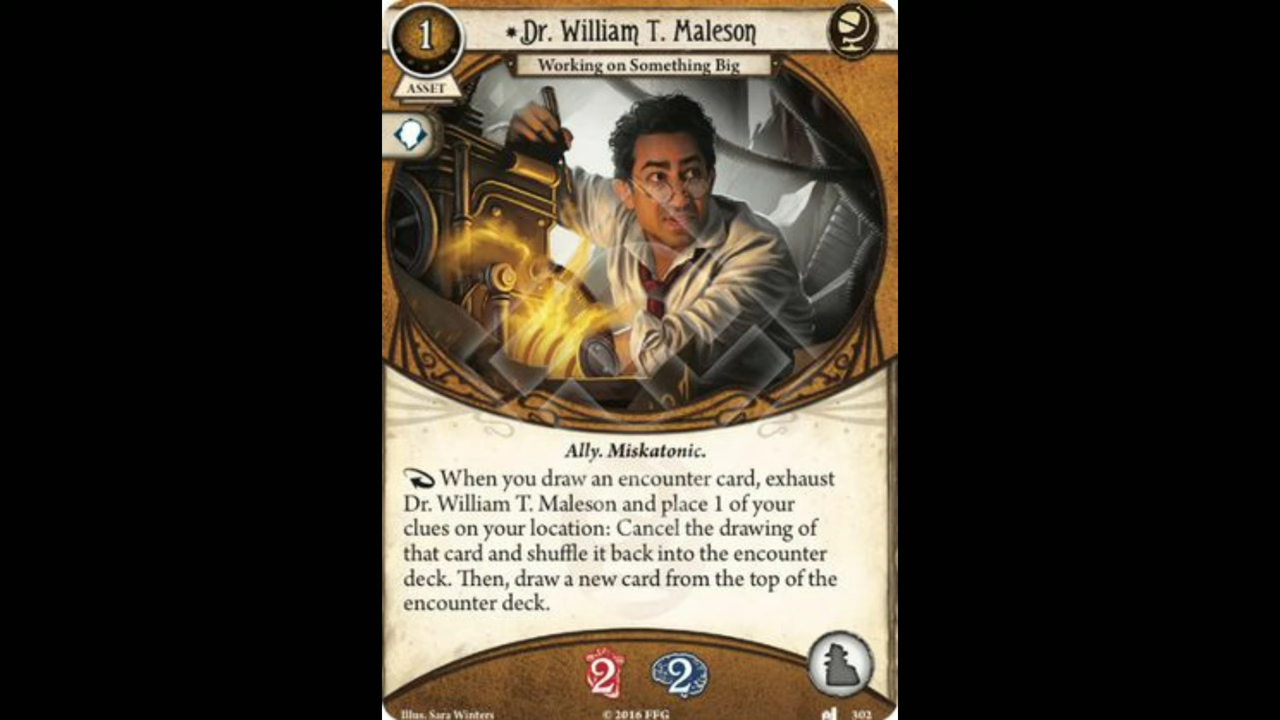 1
Dr. William T. Maleson
Working on Something Big
ASSET
Ally. Miskatonic.
When you draw an encounter card, exhaust
Dr. William T. Maleson and place 1 of your
clues on your location: Cancel the drawing of
that card and shuffle it back into the encounter
deck. Then, draw a new card from the top of the
encounter deck.
2 2
Illus. Sara Winters © 2016 FFG 302